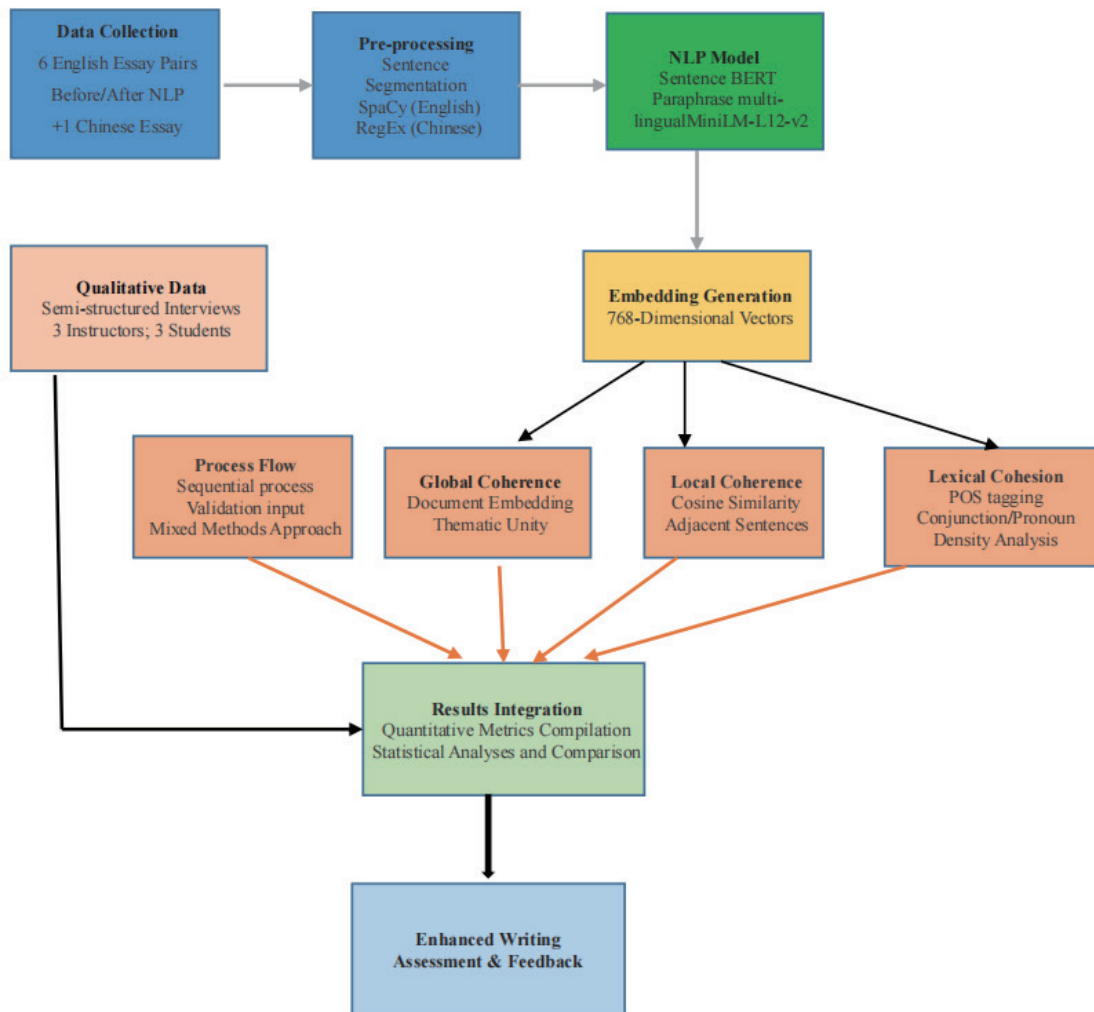 Data Collection
6 English Essay Pairs
Before/After NLP
+1 Chinese Essay
Pre-processing
Sentence
Segmentation
SpaCy (English)
RegEx (Chinese)
NLP Model
Sentence BERT
Paraphrase multi-
lingualMiniLM-L12-v2
Qualitative Data
Semi-structured Interviews
3 Instructors; 3 Students
Embedding Generation
768-Dimensional Vectors
Process Flow
Sequential process
Validation input
Mixed Methods Approach
Global Coherence
Document Embedding
Thematic Unity
Local Coherence
Cosine Similarity
Adjacent Sentences
Lexical Cohesion
POS tagging
Conjunction/Pronoun
Density Analysis
Results Integration
Quantitative Metrics Compilation
Statistical Analyses and Comparison
Enhanced Writing
Assessment & Feedback